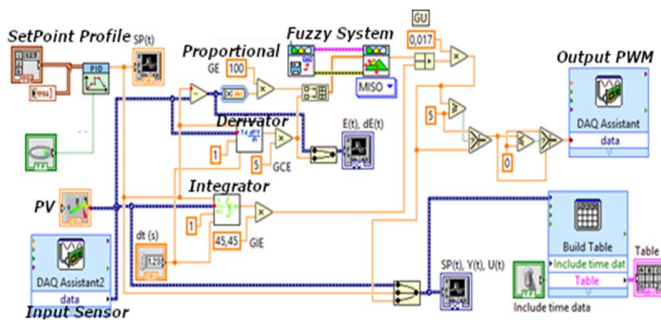 SetPoint Profile
SP(t)
PID
Proportional
GE
100
Fuzzy System
MISO
GU
0,017
Output PWM
DAQ Assistant
data
5
0
Derivator
1
5
GCE
E(t), dE(t)
Integrator
1
45,45
GIE
PV
dt (s)
123
DAQ Assistant2
data
Input Sensor
SP(t), Y(t), U(t)
Build Table
Include time dat
Table
Table
Include time data